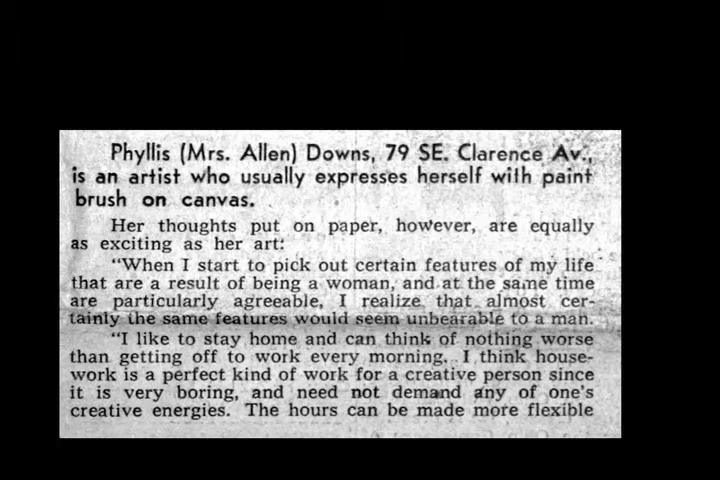 Phyllis (Mrs. Allen) Downs, 79 SE. Clarence Av.,
is an artist who usually expresses herself with paint
brush on canvas.
Her thoughts put on paper, however, are equally
as exciting as her art:
"When I start to pick out certain features of my life
that are a result of being a woman, and at the same time
are particularly agreeable, I realize that almost cer-
tainly the same features would seem unbearable to a man.
"I like to stay home and can think of nothing worse
than getting off to work every morning. I think house-
work is a perfect kind of work for a creative person since
it is very boring, and need not demand any of one's
creative energies. The hours can be made more flexible